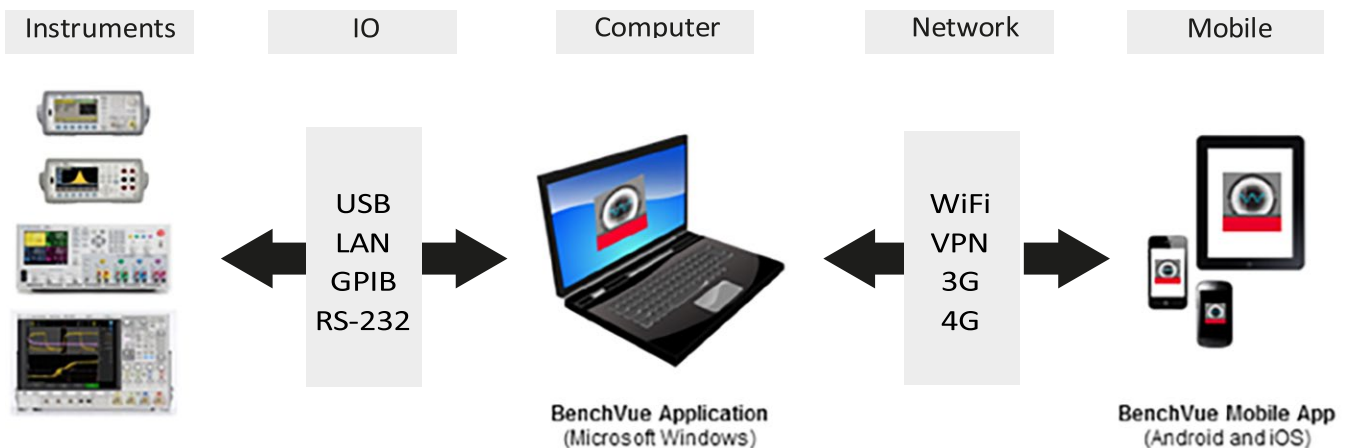 Instruments
IO
Computer
Network
Mobile
USB
LAN
GPIB
RS-232
WiFi
VPN
3G
4G
BenchVue Application
(Microsoft Windows)
BenchVue Mobile App
(Android and iOS)